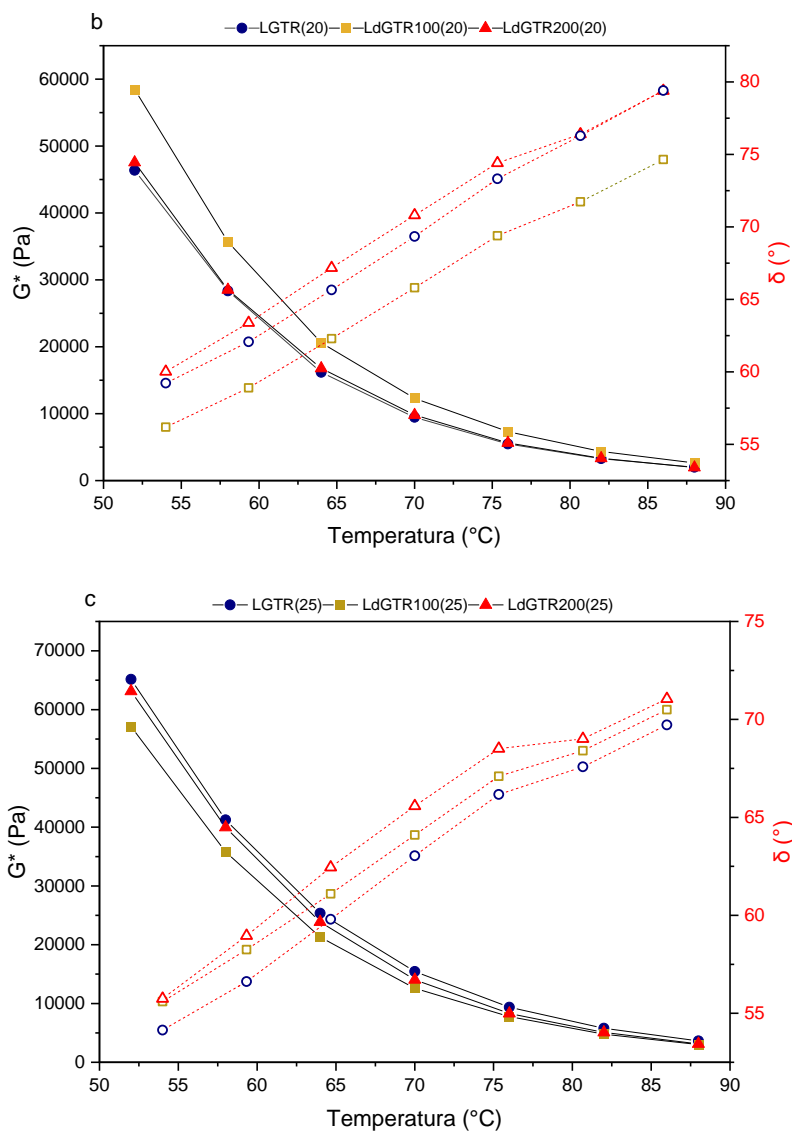 b
LGTR(20) LdGTR100(20) LdGTR200(20)
60000
50000
40000
30000
20000
10000
0
G* (Pa)
80
75
70
65
60
55
δ (°)
50 55 60 65 70 75 80 85 90
Temperatura (°C)
c
LGTR(25) LdGTR100(25) LdGTR200(25)
70000
60000
50000
40000
30000
20000
10000
0
G* (Pa)
75
70
65
60
55
δ (°)
50 55 60 65 70 75 80 85 90
Temperatura (°C)